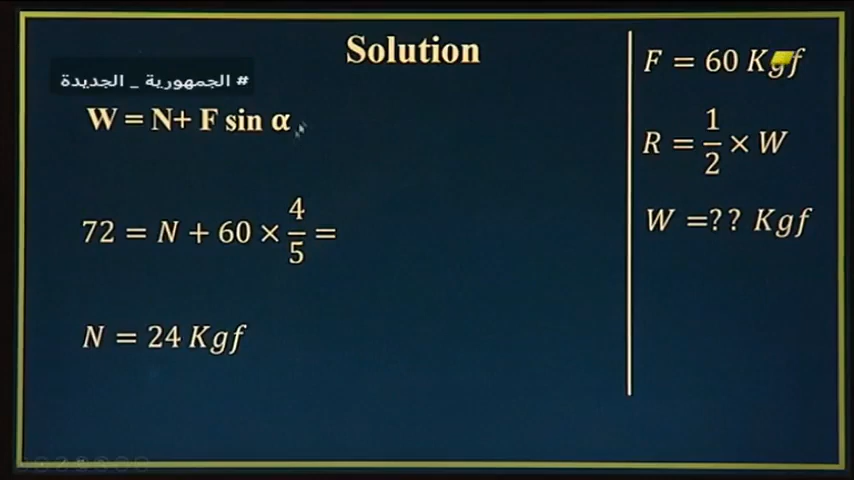 Solution
# الجمهورية _ الجديدة
W = N+ F sin α
72 = N + 60 × 4/5 =
N = 24 Kgf
F = 60 Kgf
R = 1/2 × W
W =?? Kgf